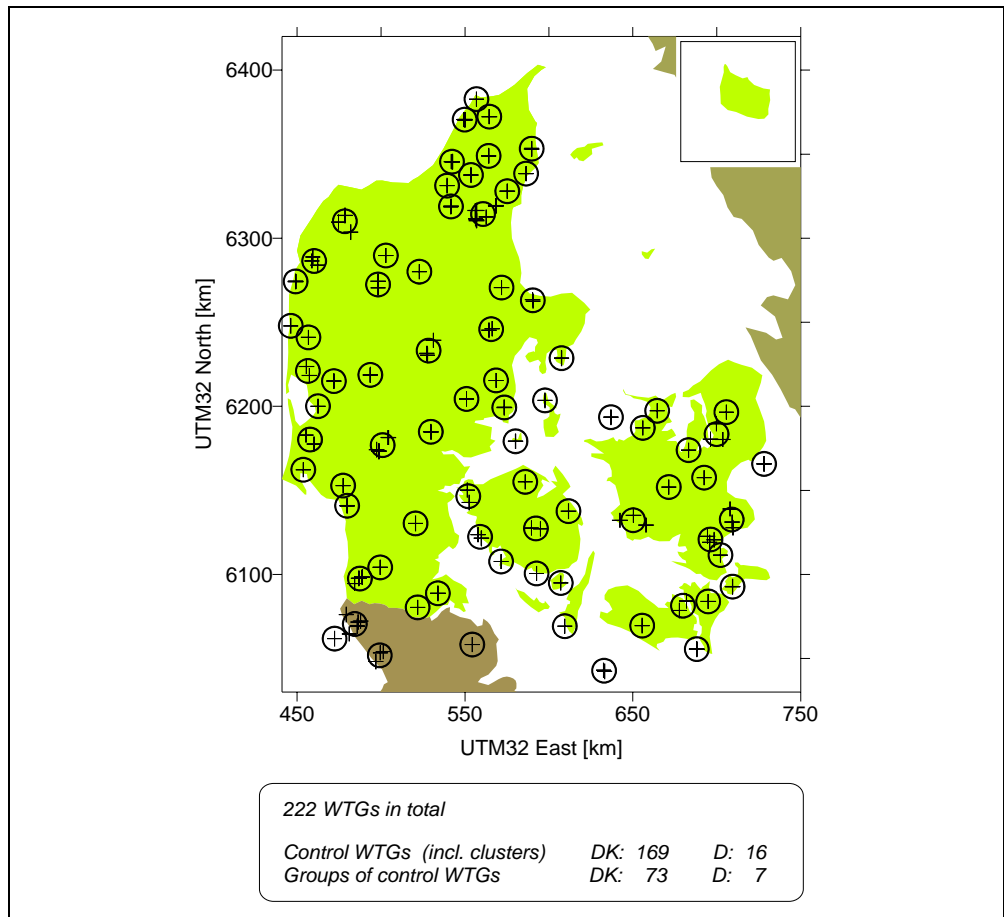 6400
6300
6200
6100
UTM32 North [km]
450 550 650 750
UTM32 East [km]
222 WTGs in total
Control WTGs (incl. clusters) DK: 169 D: 16
Groups of control WTGs DK: 73 D: 7